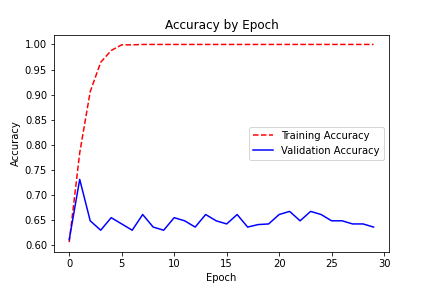 Accuracy by Epoch
1.00
0.95
0.90
0.85
0.80
0.75
0.70
0.65
0.60
Accuracy
Training Accuracy
Validation Accuracy
0 5 10 15 20 25 30
Epoch